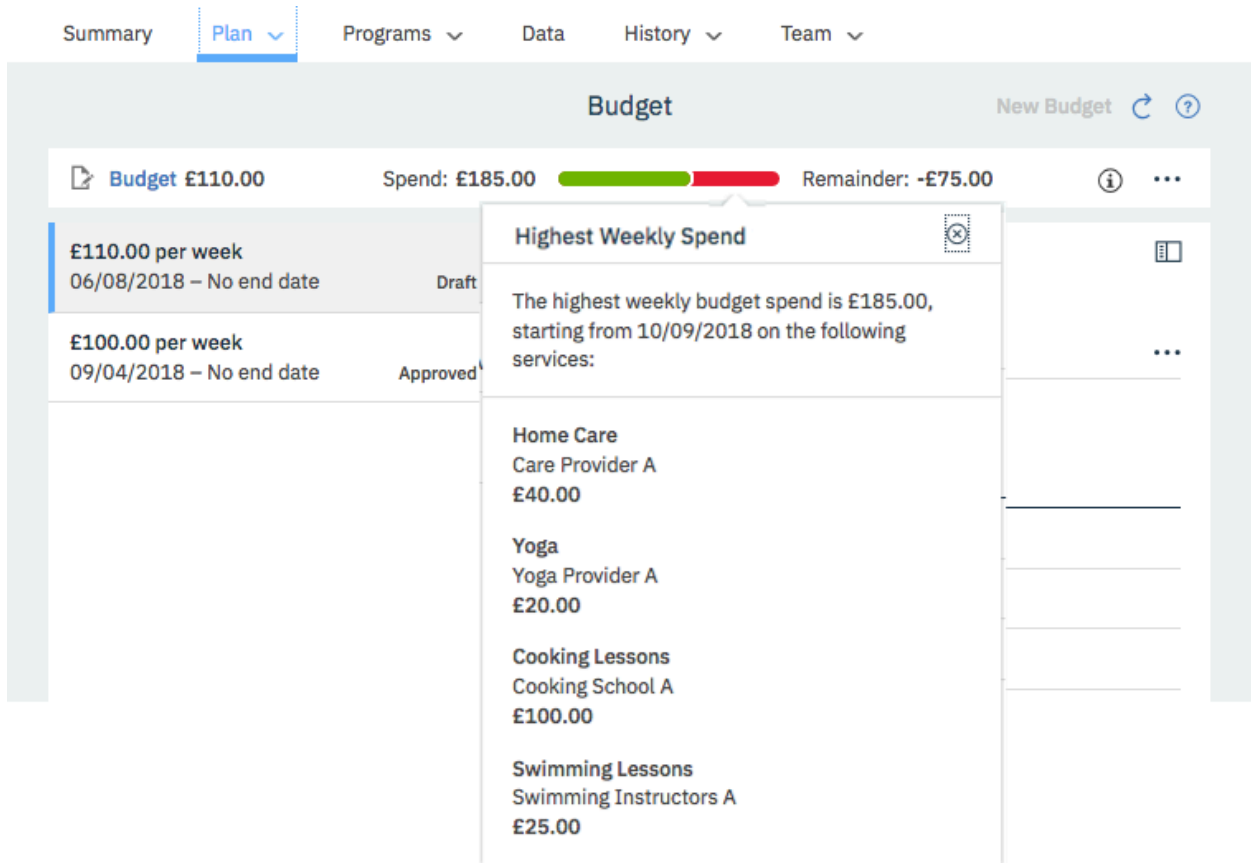 Summary Plan Programs Data History Team
Budget
New Budget
Budget £110.00 Spend: £185.00 Remainder: -£75.00
£110.00 per week
06/08/2018 – No end date Draft
£100.00 per week
09/04/2018 – No end date Approved
Highest Weekly Spend
The highest weekly budget spend is £185.00,
starting from 10/09/2018 on the following
services:
Home Care
Care Provider A
£40.00
Yoga
Yoga Provider A
£20.00
Cooking Lessons
Cooking School A
£100.00
Swimming Lessons
Swimming Instructors A
£25.00